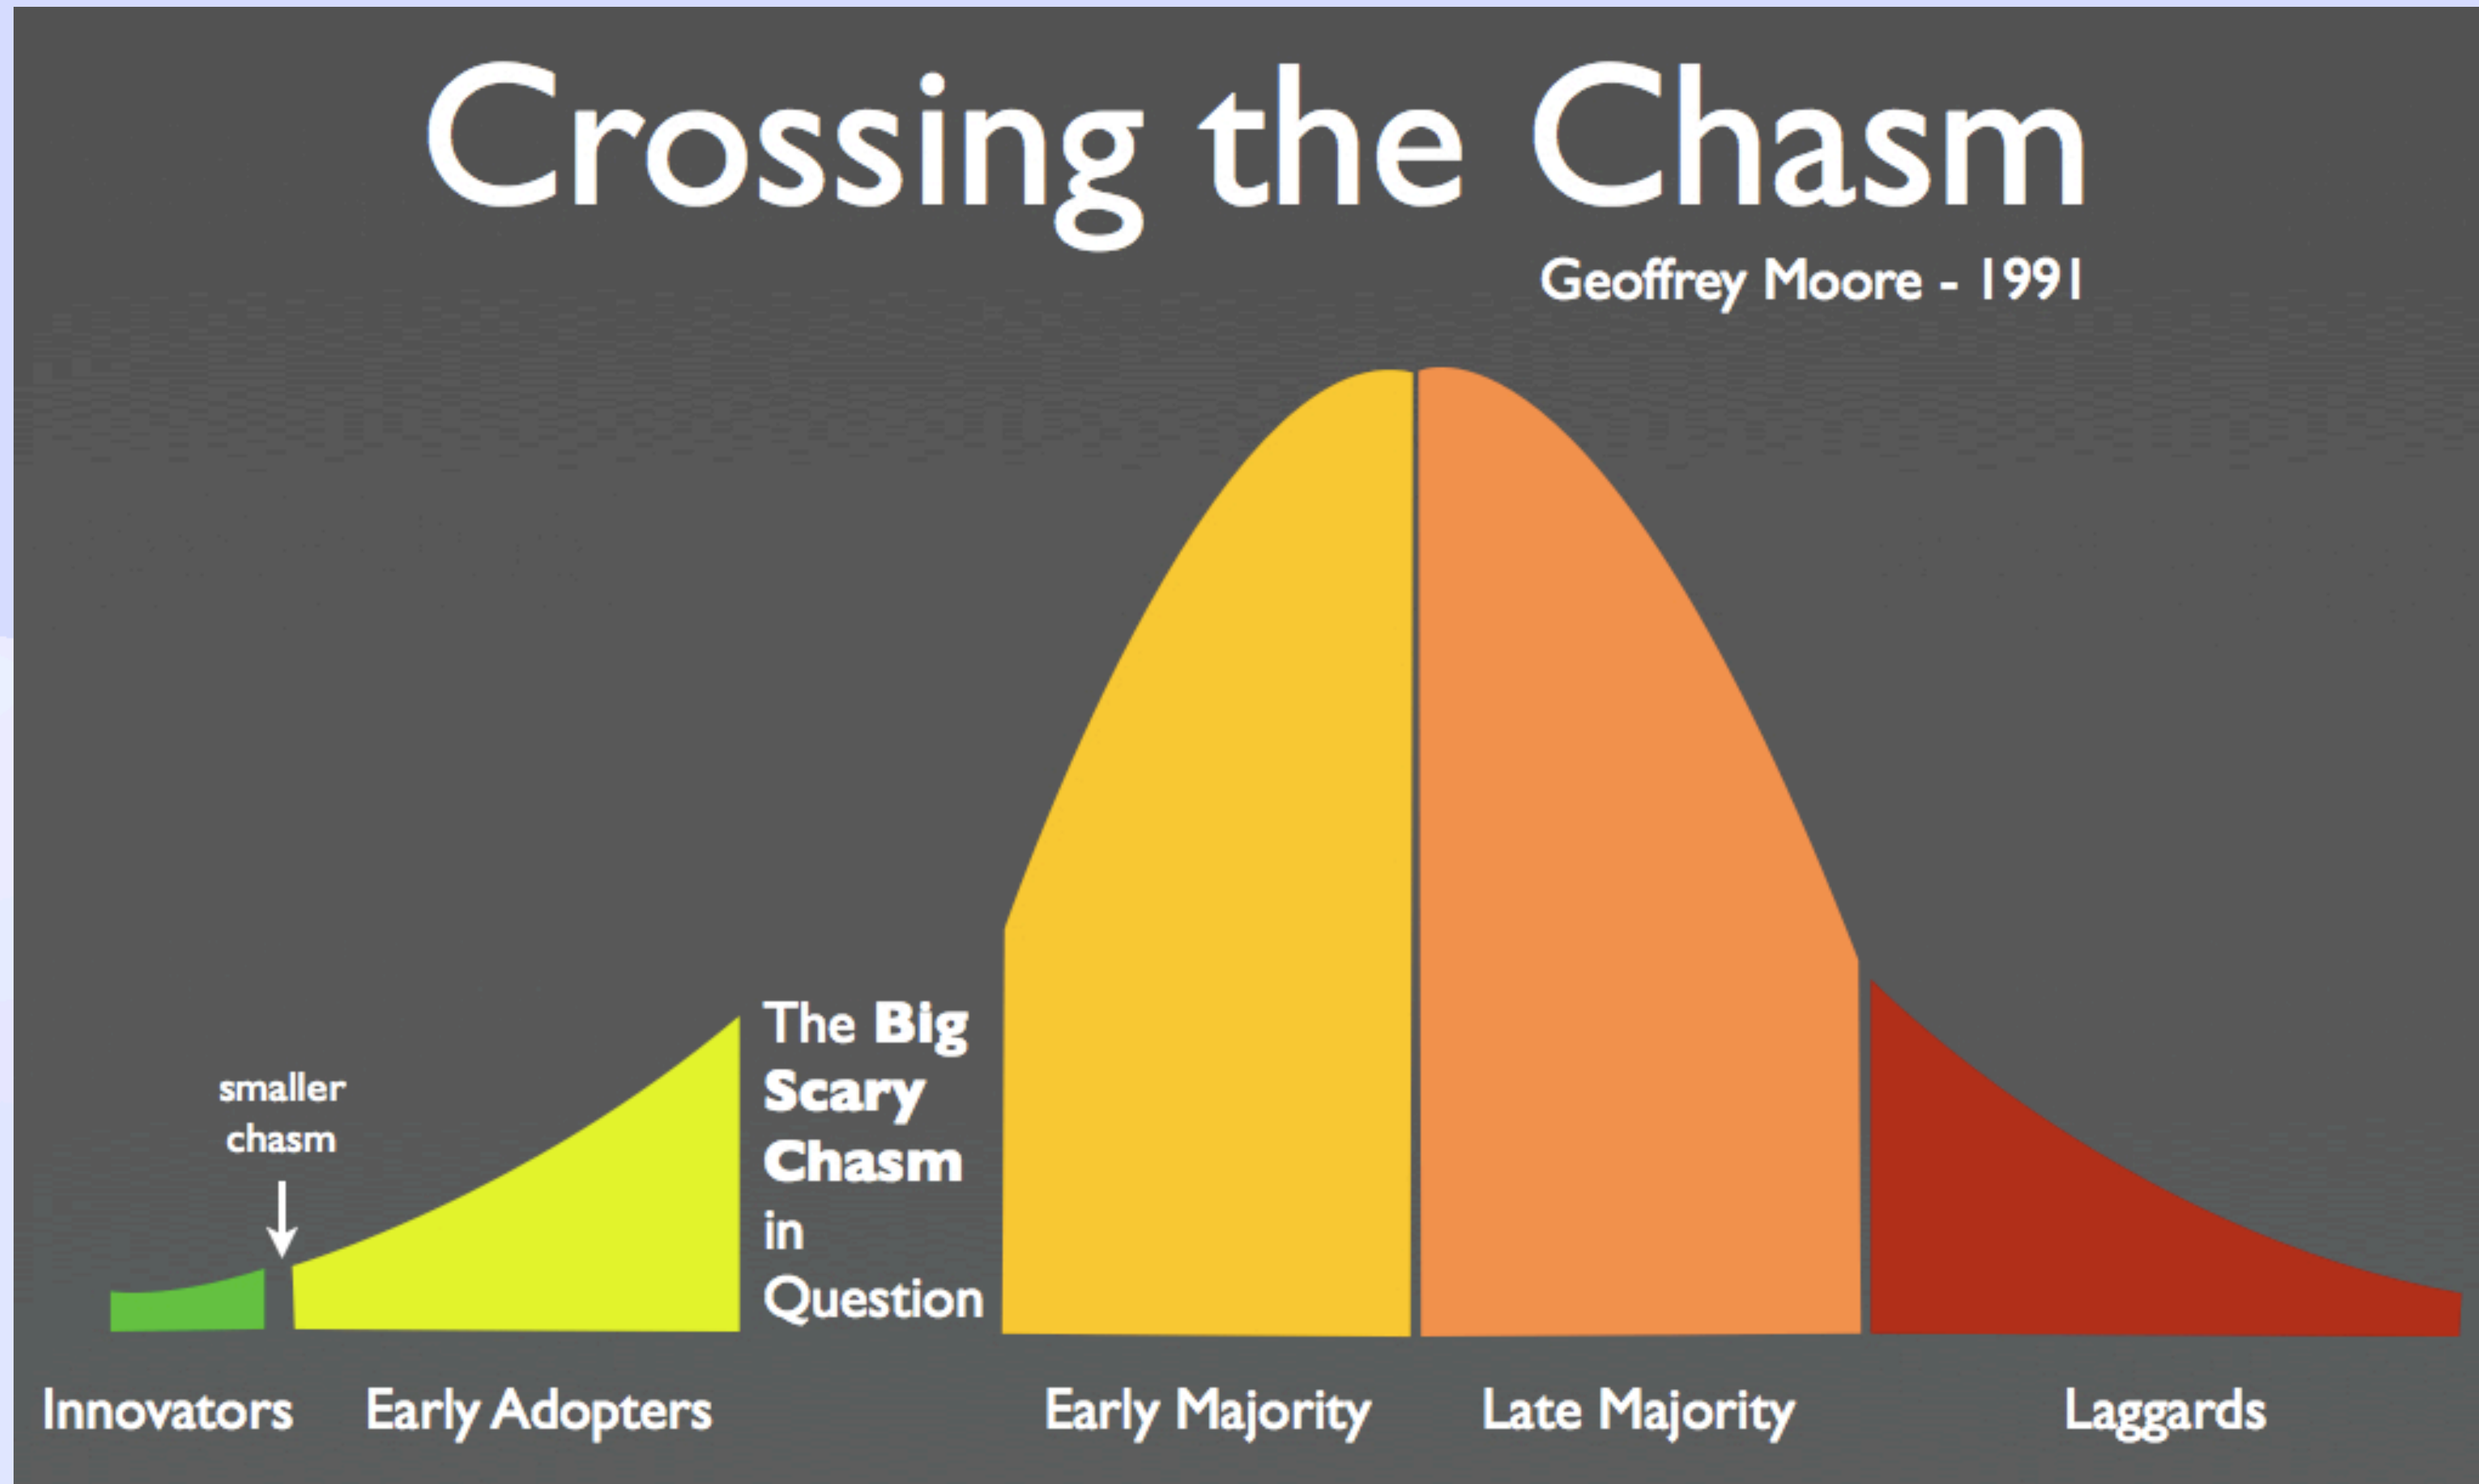 Crossing the Chasm
Geoffrey Moore - 1991
smaller
chasm
The Big
Scary
Chasm
in
Question
Innovators
Early Adopters
Early Majority
Late Majority
Laggards